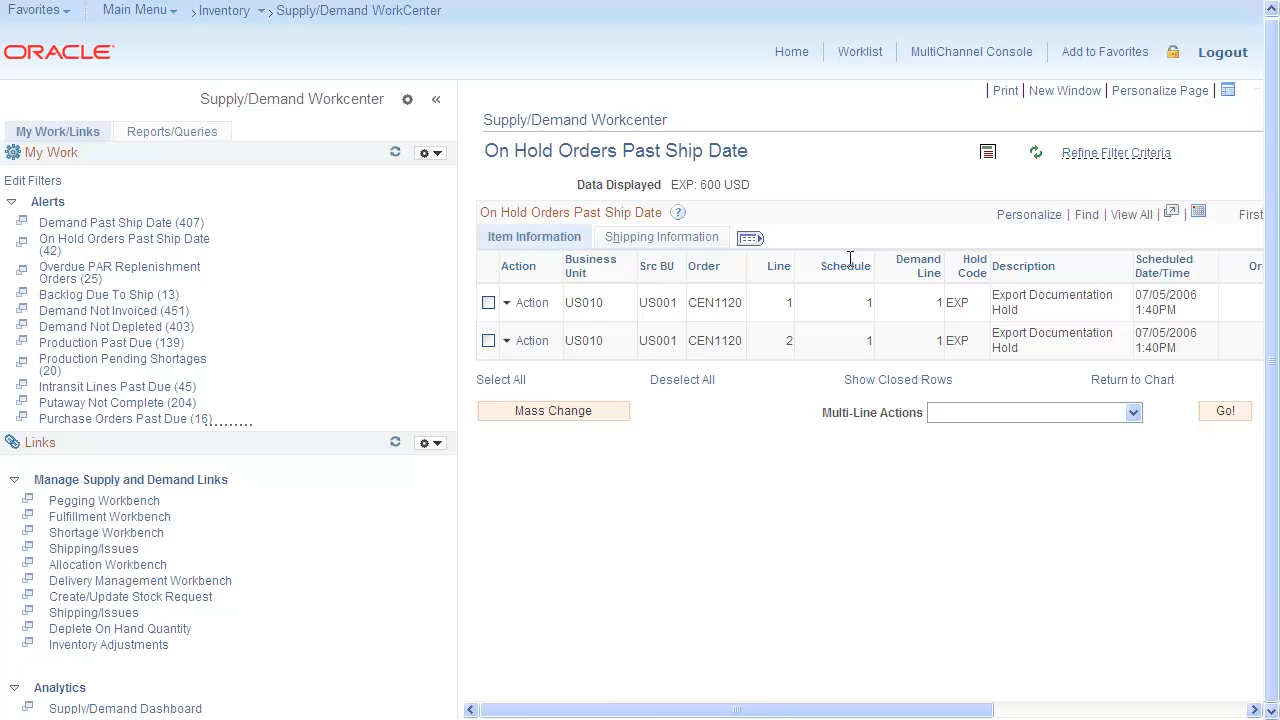 Favorites Main Menu > Inventory > Supply/Demand WorkCenter
ORACLE
Home Worklist MultiChannel Console Add to Favorites Logout
Print | New Window | Personalize Page
Supply/Demand Workcenter
My Work/Links Reports/Queries
My Work
Edit Filters
Alerts
Demand Past Ship Date (407)
On Hold Orders Past Ship Date
(42)
Overdue PAR Replenishment
Orders (25)
Backlog Due To Ship (13)
Demand Not Invoiced (451)
Demand Not Depleted (403)
Production Past Due (139)
Production Pending Shortages
(20)
Intransit Lines Past Due (45)
Putaway Not Complete (204)
Purchase Orders Past Due (16)
Links
Manage Supply and Demand Links
Pegging Workbench
Fulfillment Workbench
Shortage Workbench
Shipping/Issues
Allocation Workbench
Delivery Management Workbench
Create/Update Stock Request
Shipping/Issues
Deplete On Hand Quantity
Inventory Adjustments
Analytics
Supply/Demand Dashboard
Supply/Demand Workcenter
On Hold Orders Past Ship Date
Refine Filter Criteria
Data Displayed EXP: 600 USD
On Hold Orders Past Ship Date
Personalize | Find | View All | First
Item Information Shipping Information
Action Business Unit Src BU Order Line Schedule Demand Line Hold Code Description Scheduled Date/Time Or
Action US010 US001 CEN1120 1 1 1 EXP Export Documentation Hold 07/05/2006 1:40PM
Action US010 US001 CEN1120 2 1 1 EXP Export Documentation Hold 07/05/2006 1:40PM
Select All Deselect All Show Closed Rows Return to Chart
Mass Change Multi-Line Actions Go!